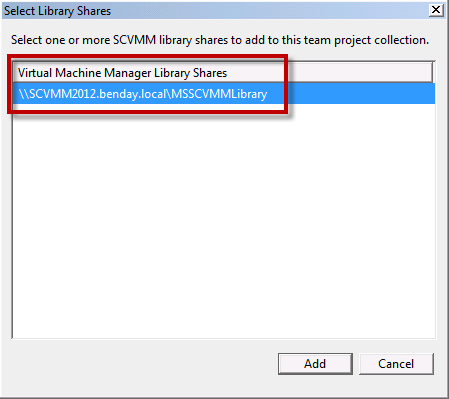 Select Library Shares
Select one or more SCVMM library shares to add to this team project collection.
Virtual Machine Manager Library Shares
\\SCVMM2012.benday.local\MSSCVMMLibrary
Add Cancel